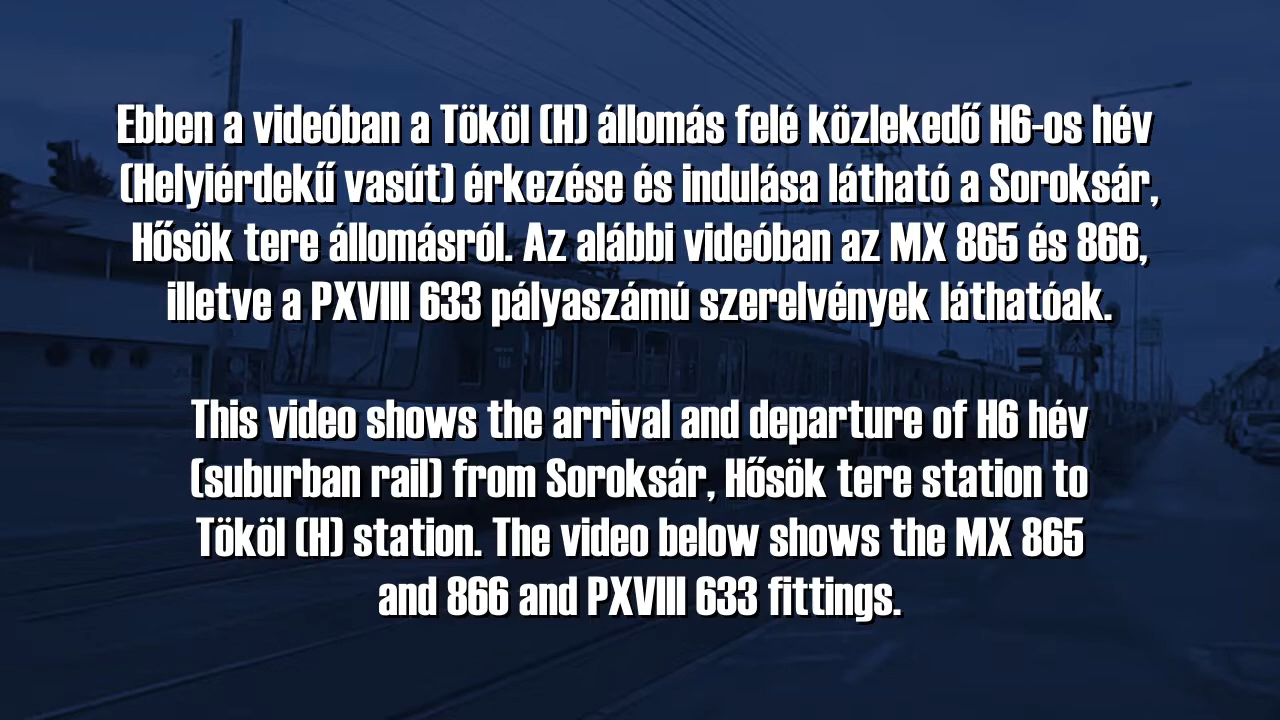 Ebben a videóban a Tököl (H) állomás felé közlekedő H6-os hév
(Helyiérdekű vasút) érkezése és indulása látható a Soroksár,
Hősök tere állomásról. Az alábbi videóban az MX 865 és 866,
illetve a PXVIII 633 pályaszámú szerelvények láthatóak.
This video shows the arrival and departure of H6 hév
(suburban rail) from Soroksár, Hősök tere station to
Tököl (H) station. The video below shows the MX 865
and 866 and PXVIII 633 fittings.